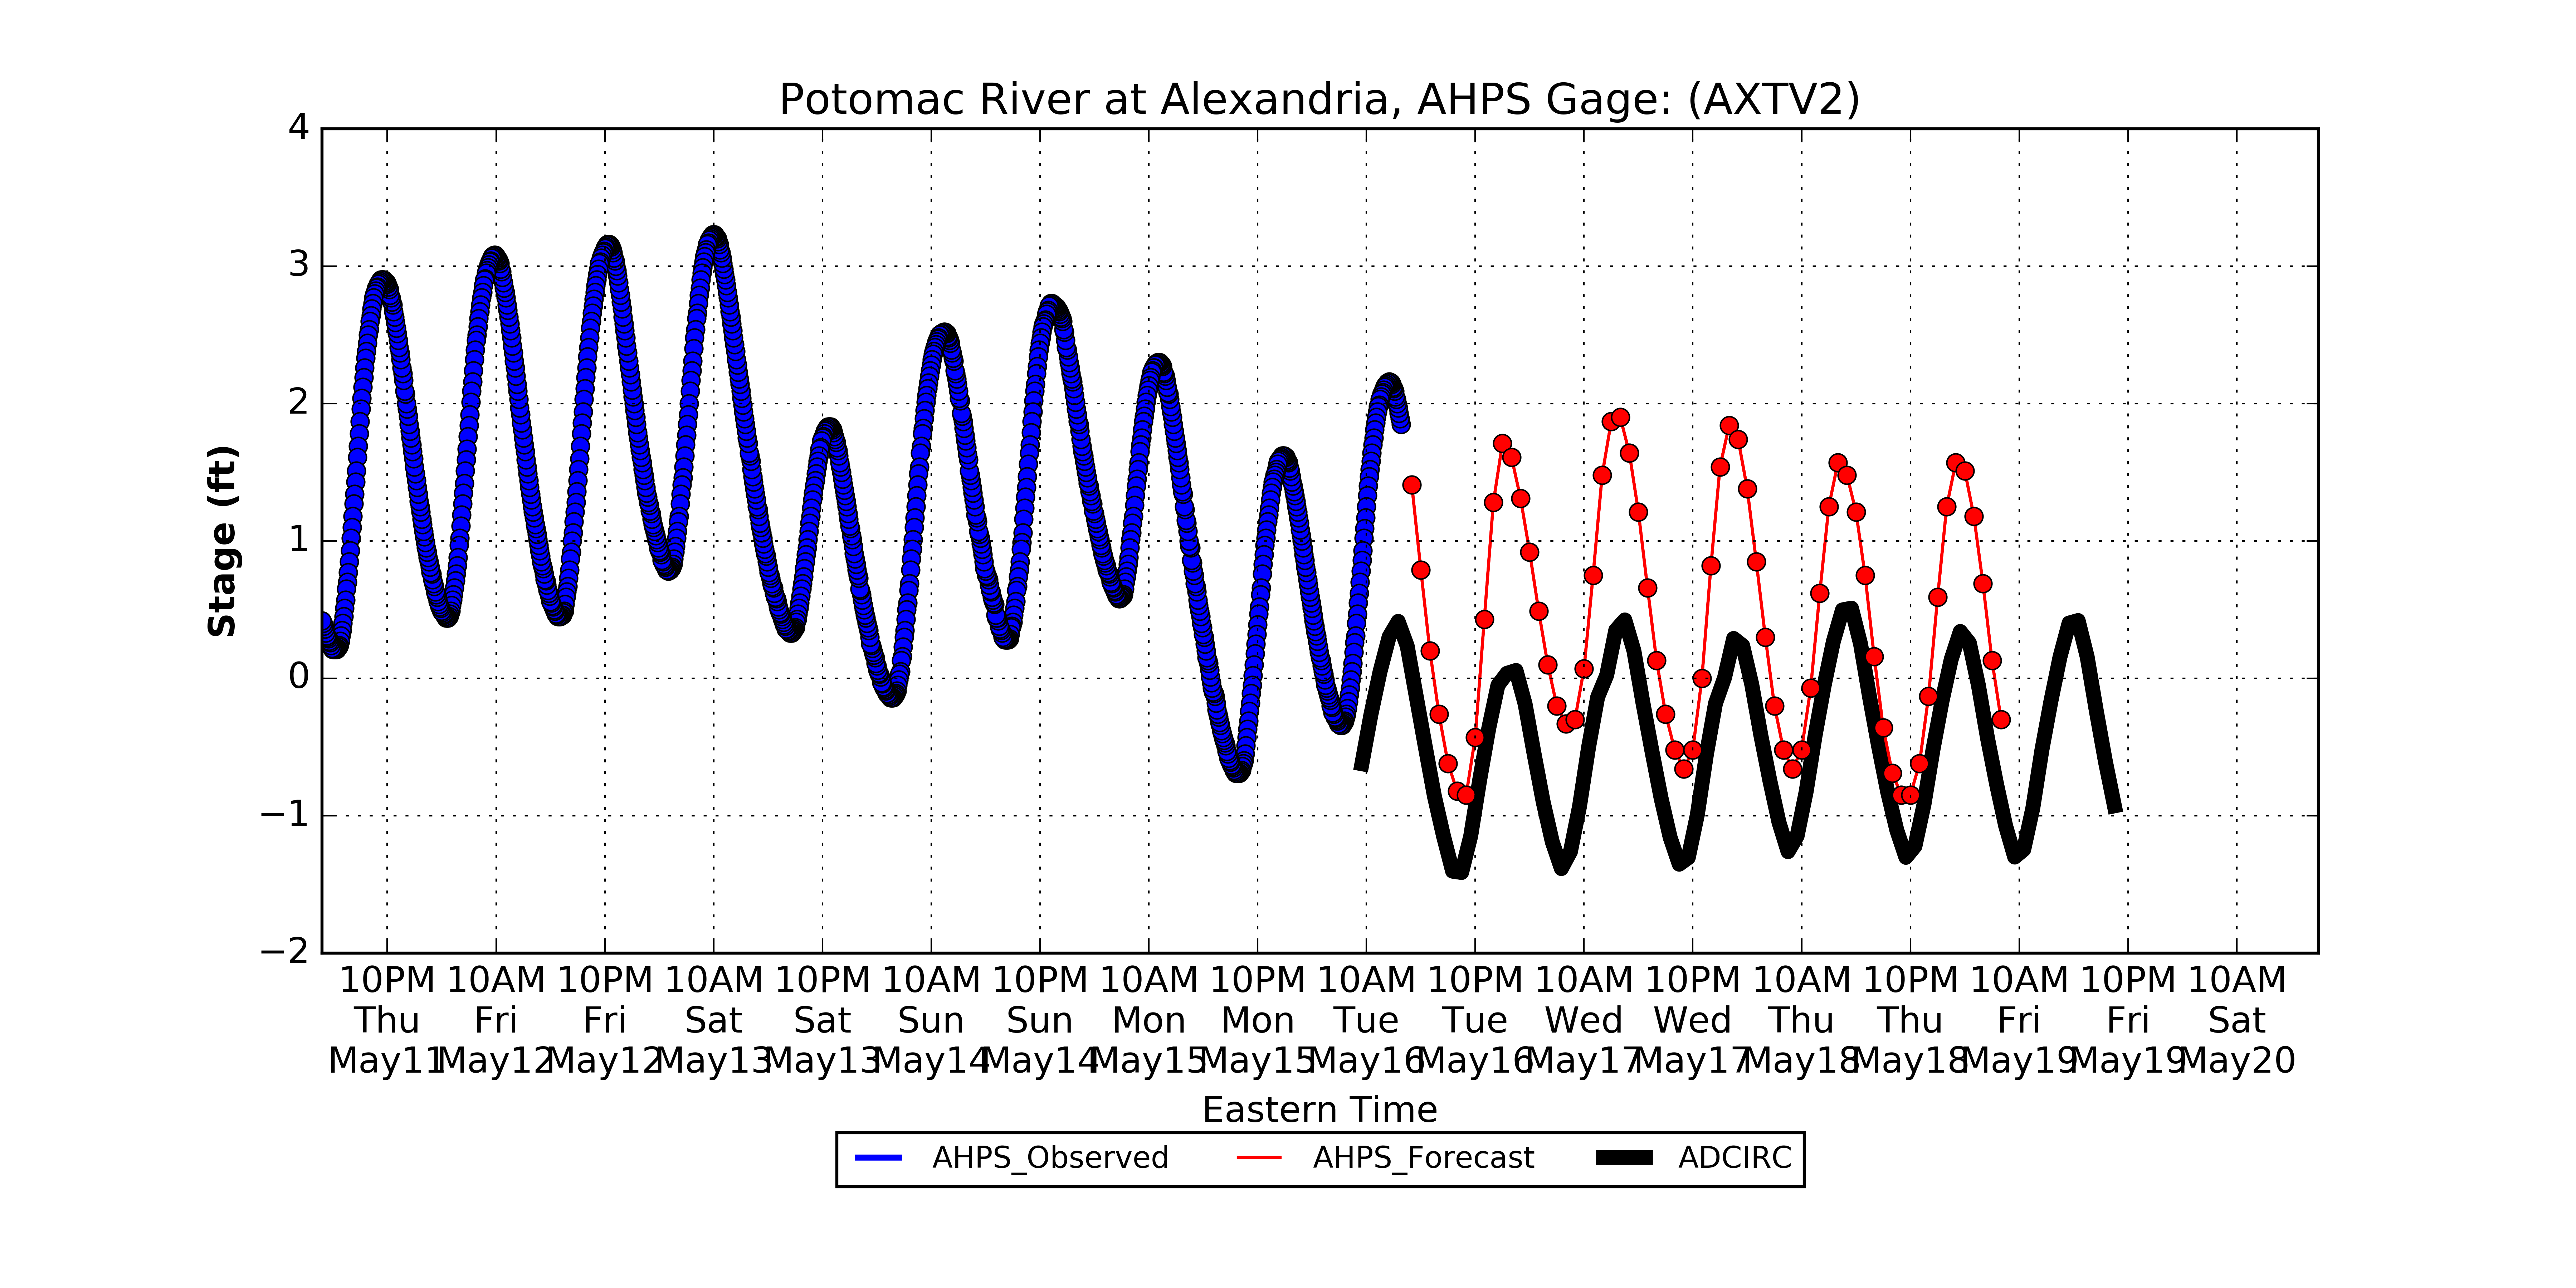 Potomac River at Alexandria, AHPS Gage: (AXTV2)
4
3
2
1
0
−1
−2
Stage (ft)
10PM 10AM 10PM 10AM 10PM 10AM 10PM 10AM 10PM 10AM 10PM 10AM 10PM 10AM 10PM 10AM 10PM 10AM
Thu Fri Fri Sat Sat Sun Sun Mon Mon Tue Tue Wed Wed Thu Thu Fri Fri Sat
May11 May12 May12 May13 May13 May14 May14 May15 May15 May16 May16 May17 May17 May18 May18 May19 May19 May20
Eastern Time
AHPS_Observed AHPS_Forecast ADCIRC